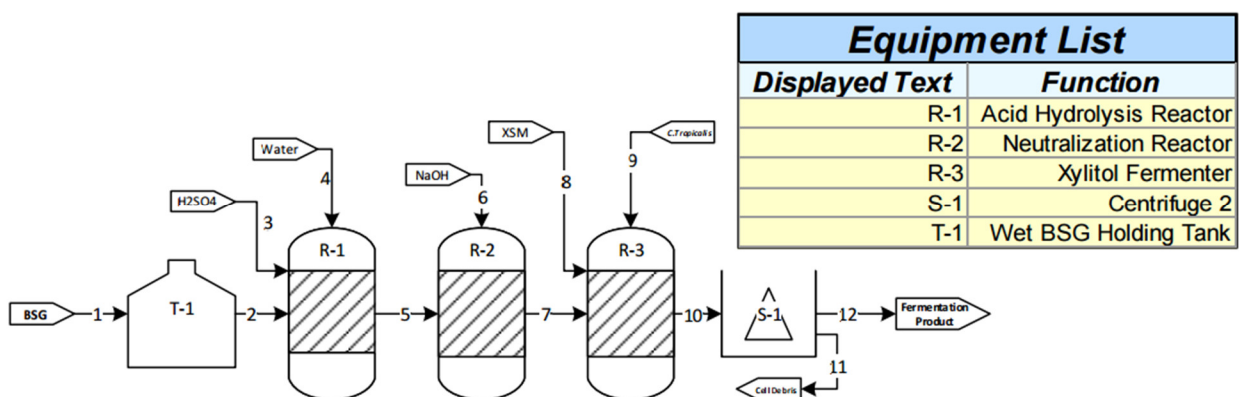 Equipment List
Displayed Text Function
R-1 Acid Hydrolysis Reactor
R-2 Neutralization Reactor
R-3 Xylitol Fermenter
S-1 Centrifuge 2
T-1 Wet BSG Holding Tank
XSM
C.Tropicalis
Water
9
NaOH
4
8
H2SO4
6
3
R-1
R-2
R-3
BSG
1
T-1
2
5
7
10
S-1
12
Fermentation
Product
11
Cell Debris